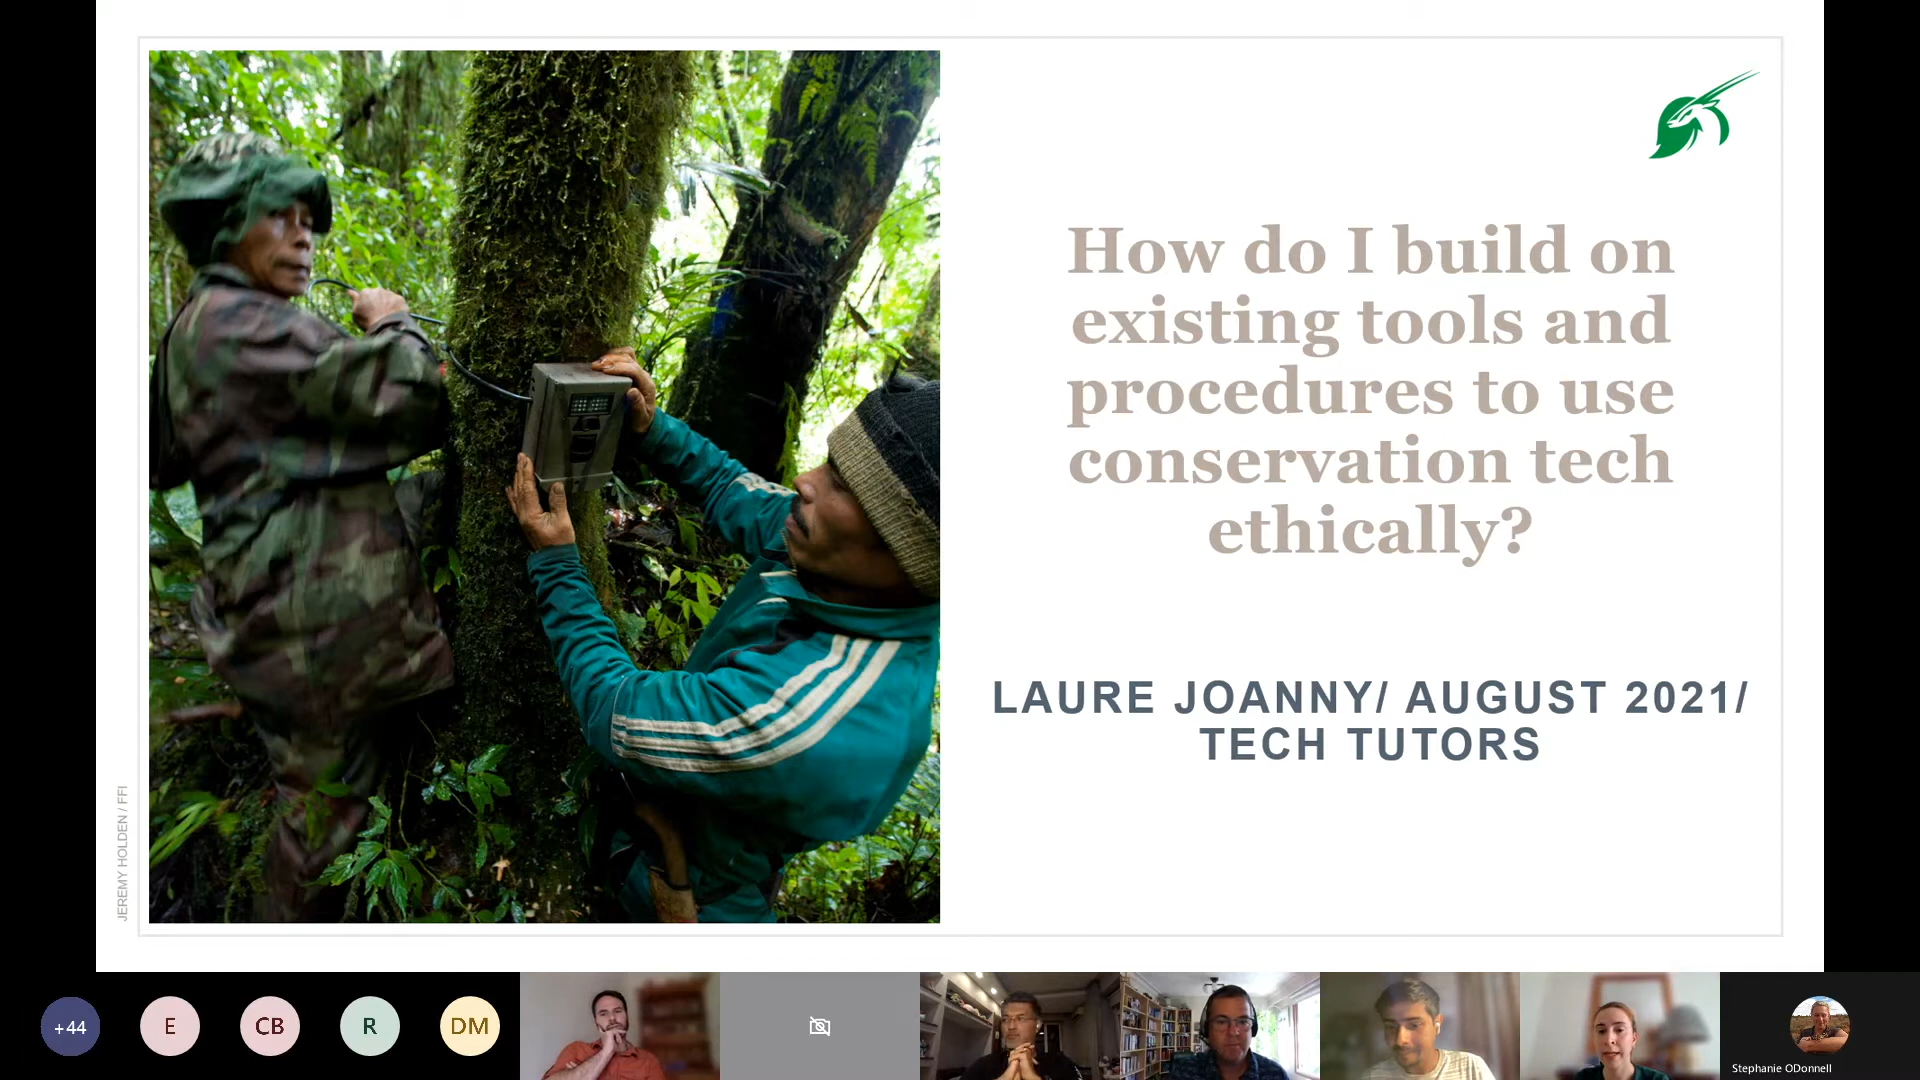 How do I build on
existing tools and
procedures to use
conservation tech
ethically?
LAURE JOANNY/ AUGUST 2021/
TECH TUTORS
JEREMY HOLDEN / FFI
+44
E
CB
R
DM
Stephanie ODonnell